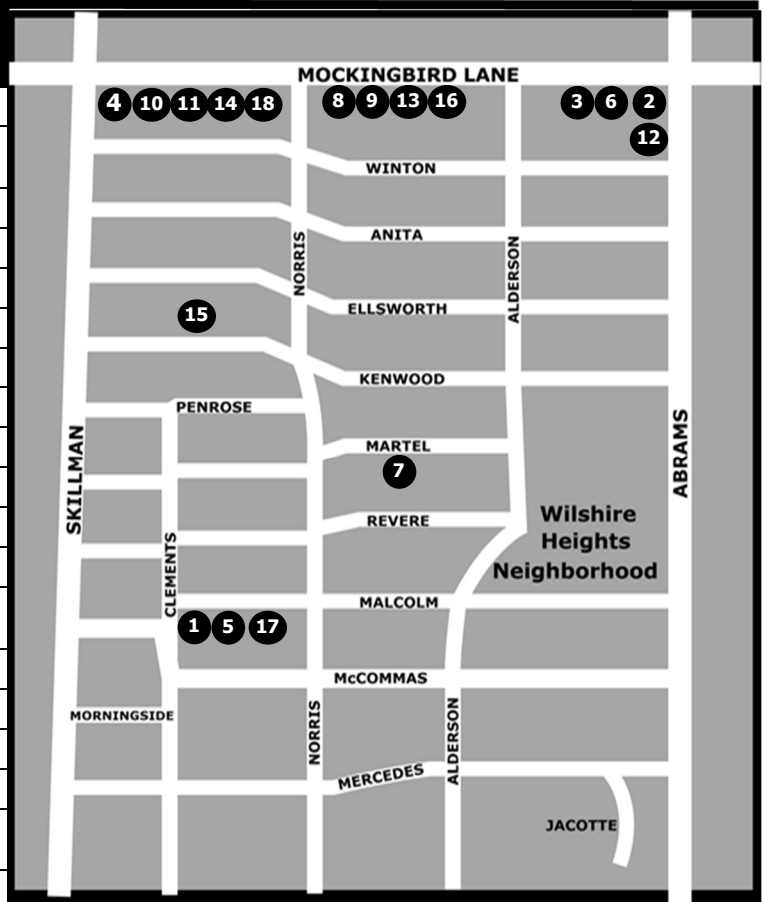 MOCKINGBIRD LANE
4 10 11 14 18 8 9 13 16 3 6 2
12
WINTON
ANITA
NORRIS
ALDERSON
ELLSWORTH
15
KENWOOD
PENROSE
SKILLMAN
MARTEL
ABRAMS
7
REVERE
Wilshire
Heights
Neighborhood
CLEMENTS
MALCOLM
1 5 17
McCOMMAS
MORNINGSIDE
NORRIS
ALDERSON
MERCEDES
JACOTTE